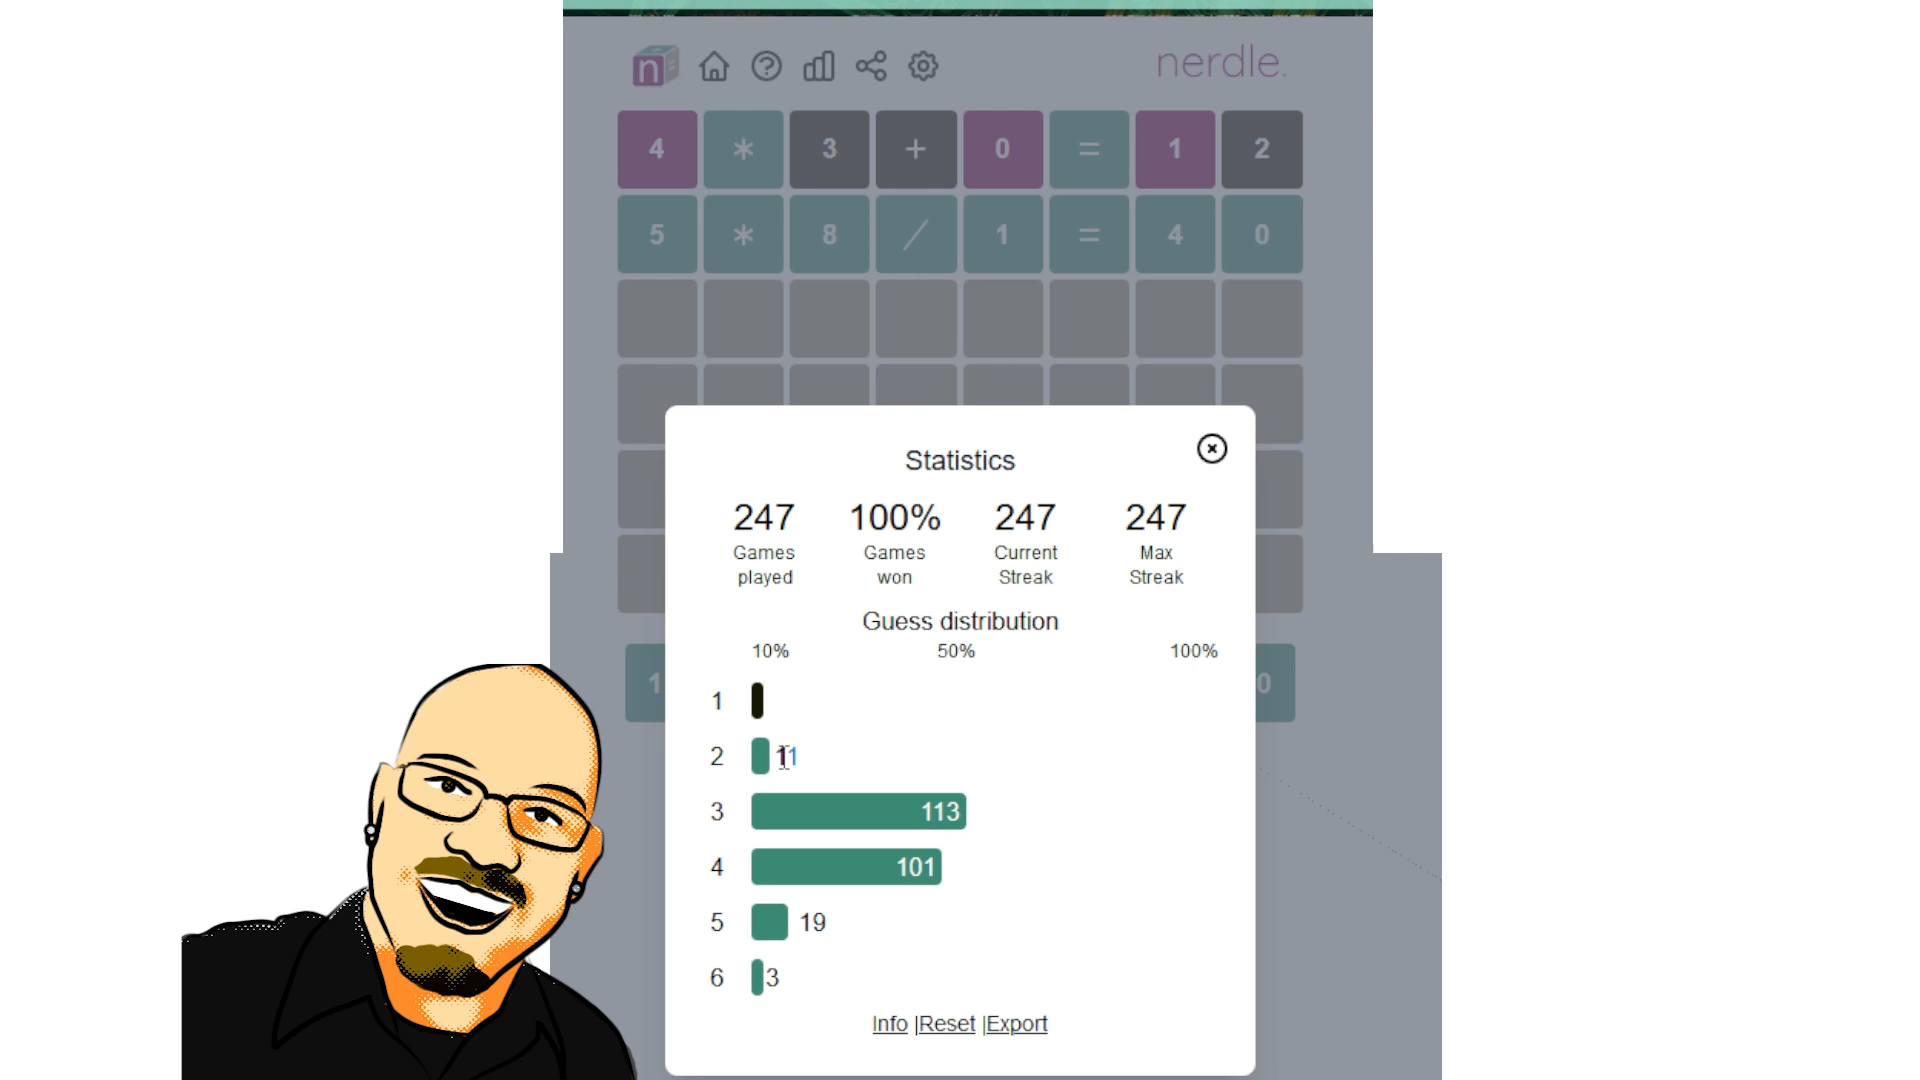 n nerdle.
4 * 3 + 0 = 1 2
5 * 8 / 1 = 4 0
Statistics
247 100% 247 247
Games played Games won Current Streak Max Streak
Guess distribution
10% 50% 100%
1 0
1
2 11
3 113
4 101
5 19
6 3
Info |Reset |Export